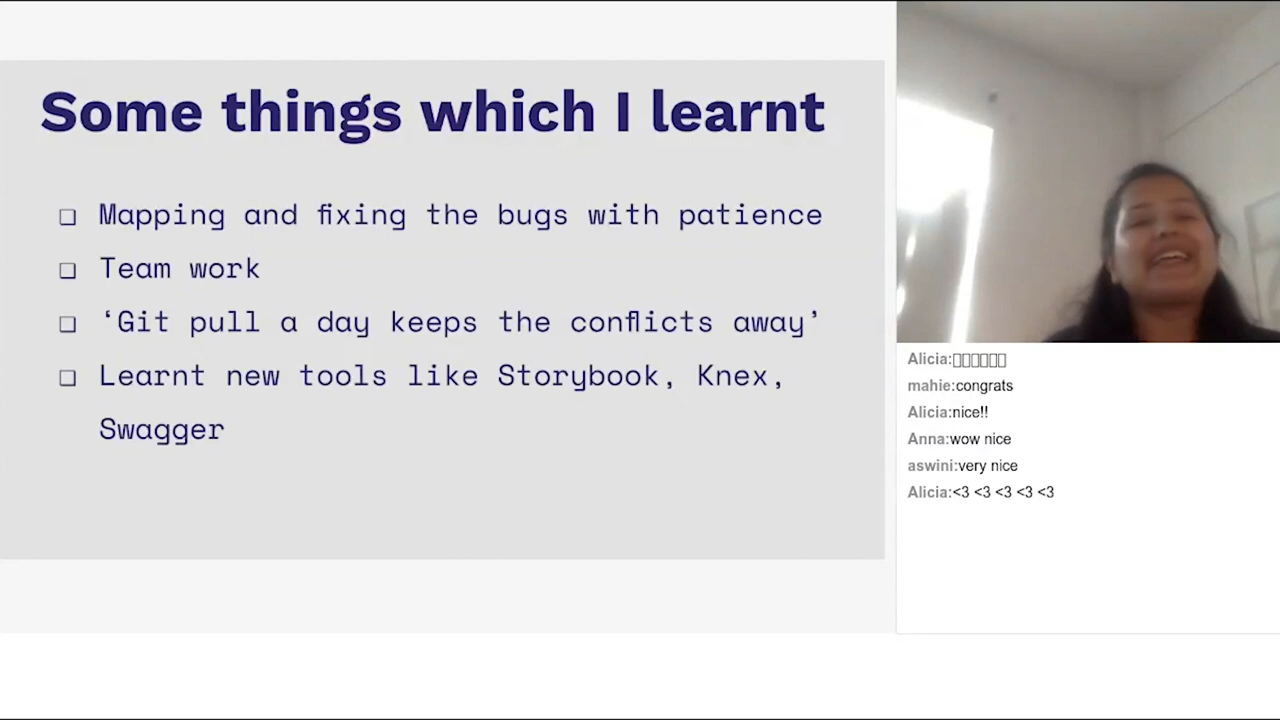 Some things which I learnt
❏ Mapping and fixing the bugs with patience
❏ Team work
❏ ‘Git pull a day keeps the conflicts away’
❏ Learnt new tools like Storybook, Knex,
Swagger
Alicia:▯▯▯▯▯▯
mahie:congrats
Alicia:nice!!
Anna:wow nice
aswini:very nice
Alicia:<3 <3 <3 <3 <3